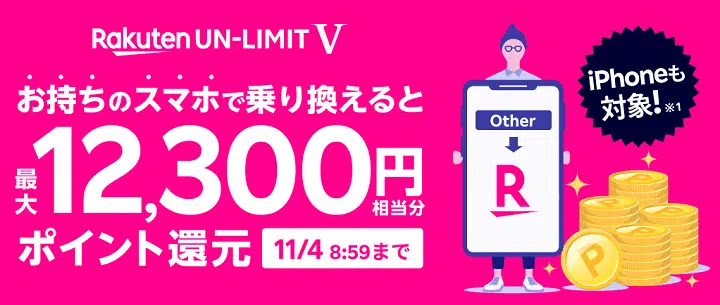 Rakuten UN-LIMIT V
お持ちのスマホで乗り換えると
最大12,300円相当分
ポイント還元 11/4 8:59まで
iPhoneも
対象!※1
Other
R
P